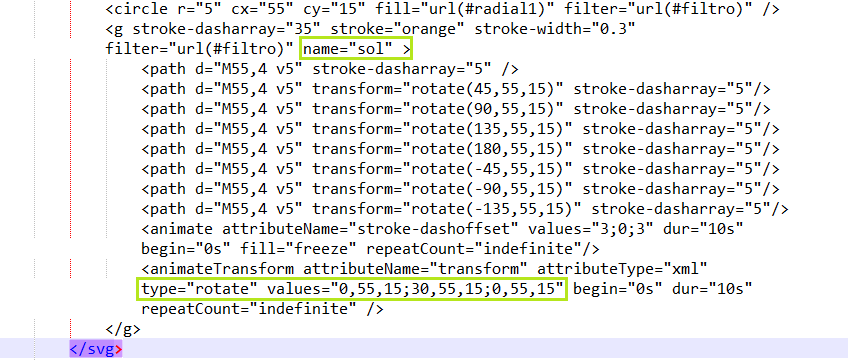 <circle r="5" cx="55" cy="15" fill="url(#radial1)" filter="url(#filtro)" />
<g stroke-dasharray="35" stroke="orange" stroke-width="0.3"
filter="url(#filtro)" name="sol" >
<path d="M55,4 v5" stroke-dasharray="5" />
<path d="M55,4 v5" transform="rotate(45,55,15)" stroke-dasharray="5"/>
<path d="M55,4 v5" transform="rotate(90,55,15)" stroke-dasharray="5"/>
<path d="M55,4 v5" transform="rotate(135,55,15)" stroke-dasharray="5"/>
<path d="M55,4 v5" transform="rotate(180,55,15)" stroke-dasharray="5"/>
<path d="M55,4 v5" transform="rotate(-45,55,15)" stroke-dasharray="5"/>
<path d="M55,4 v5" transform="rotate(-90,55,15)" stroke-dasharray="5"/>
<path d="M55,4 v5" transform="rotate(-135,55,15)" stroke-dasharray="5"/>
<animate attributeName="stroke-dashoffset" values="3;0;3" dur="10s"
begin="0s" fill="freeze" repeatCount="indefinite"/>
<animateTransform attributeName="transform" attributeType="xml"
type="rotate" values="0,55,15;30,55,15;0,55,15" begin="0s" dur="10s"
repeatCount="indefinite" />
</g>
</svg>